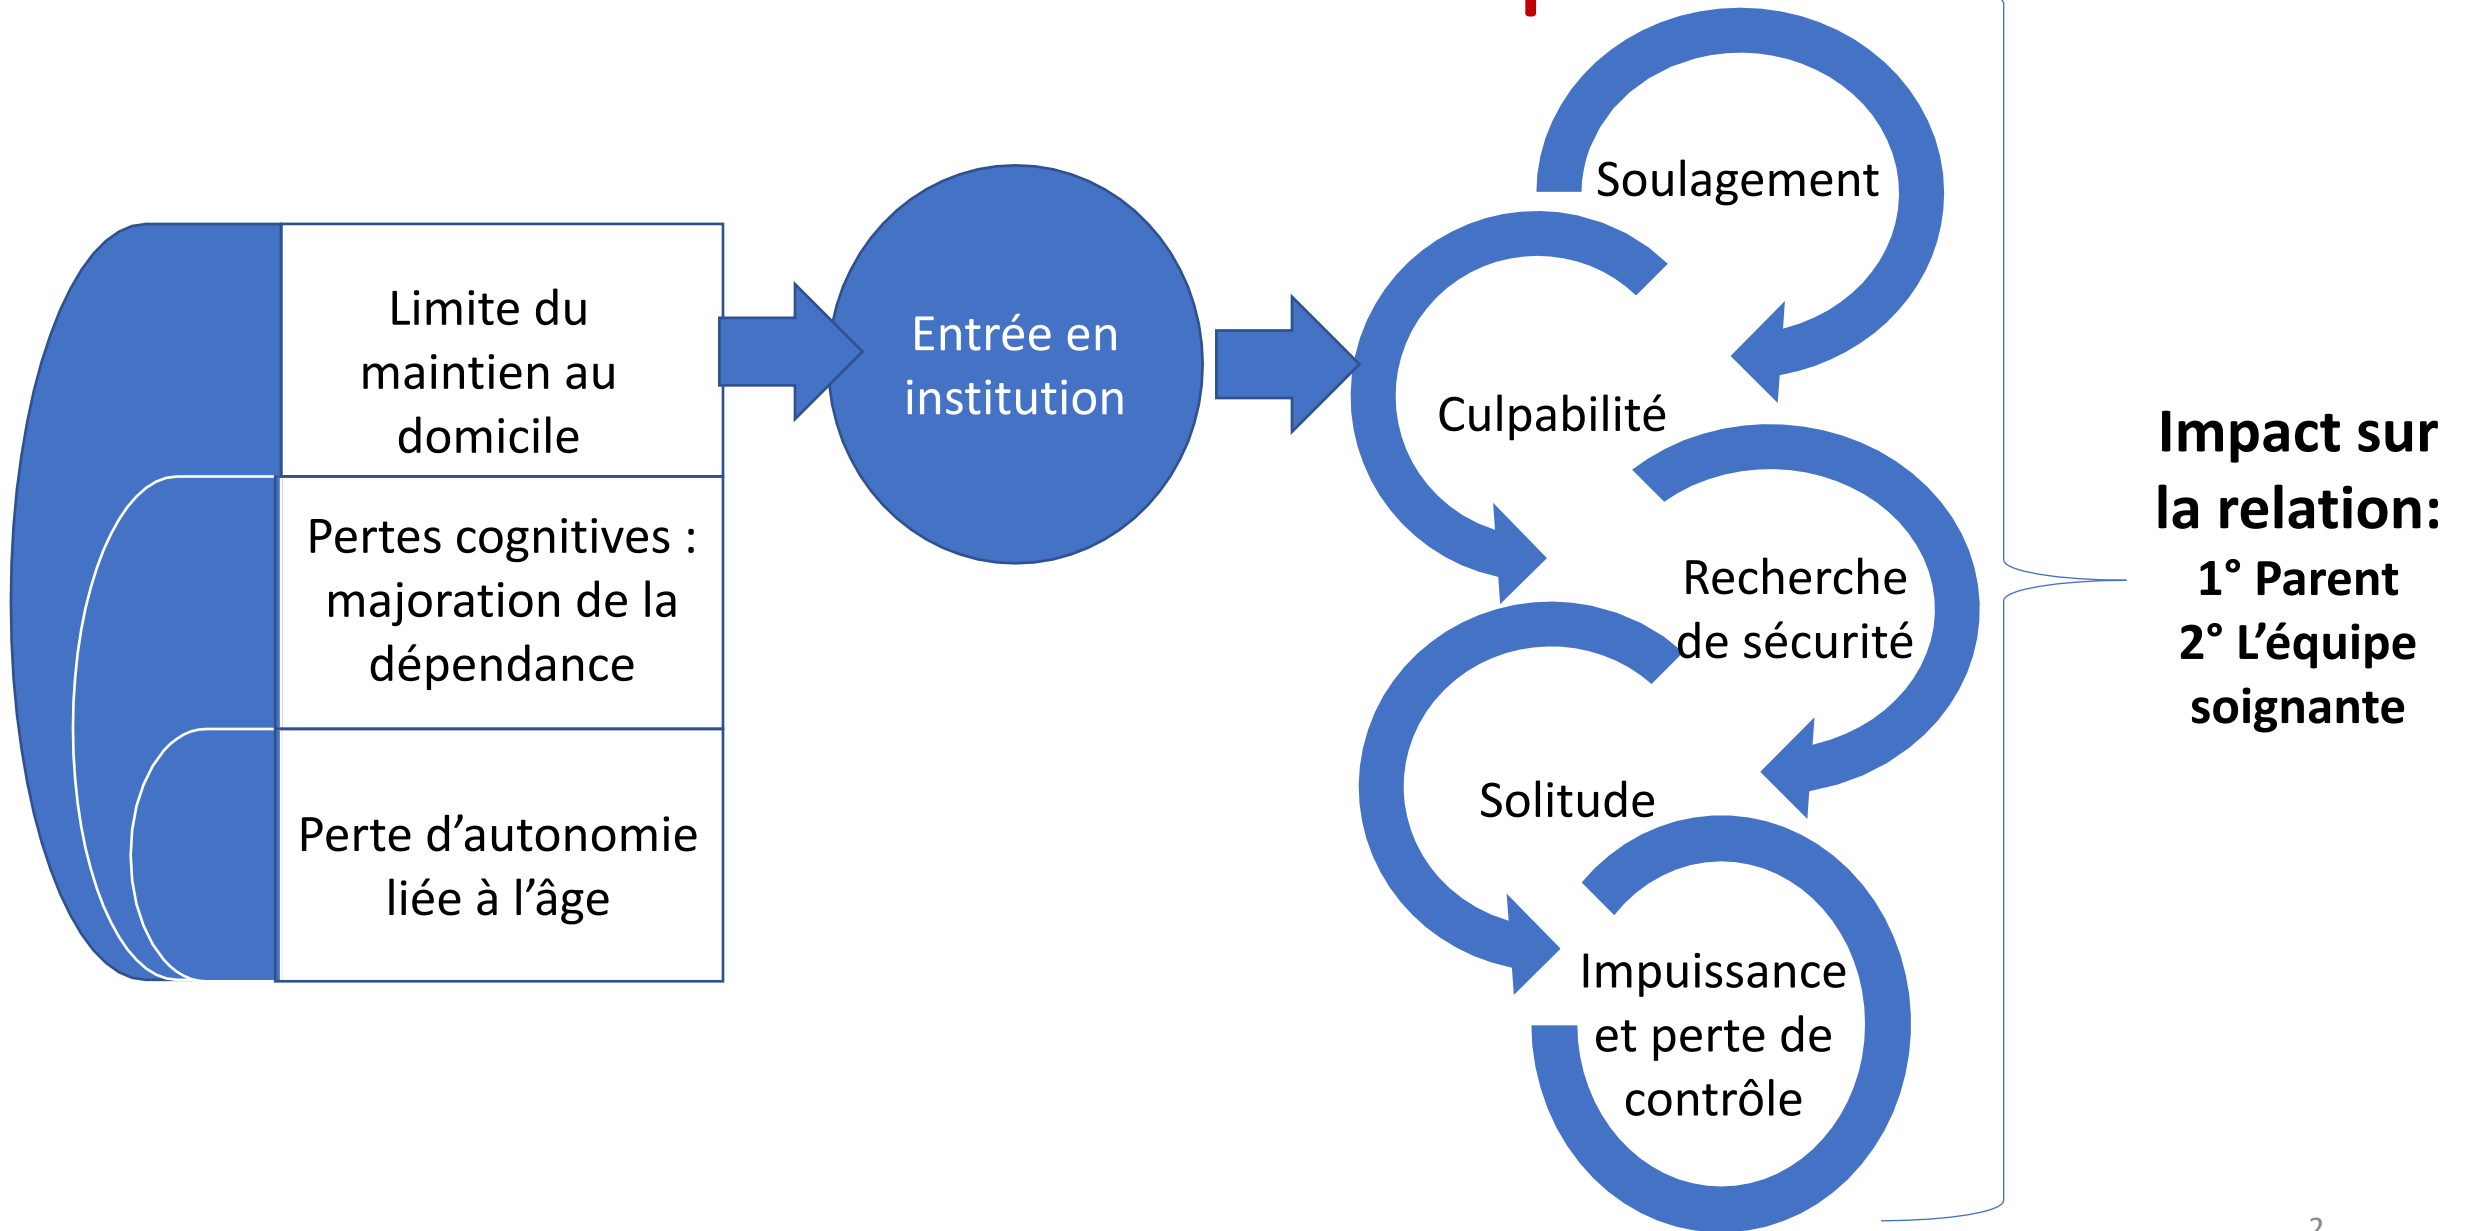 Limite du
maintien au
domicile
Pertes cognitives :
majoration de la
dépendance
Perte d’autonomie
liée à l’âge
Entrée en
institution
Soulagement
Culpabilité
Recherche
de sécurité
Solitude
Impuissance
et perte de
contrôle
Impact sur
la relation:
1° Parent
2° L’équipe
soignante
2